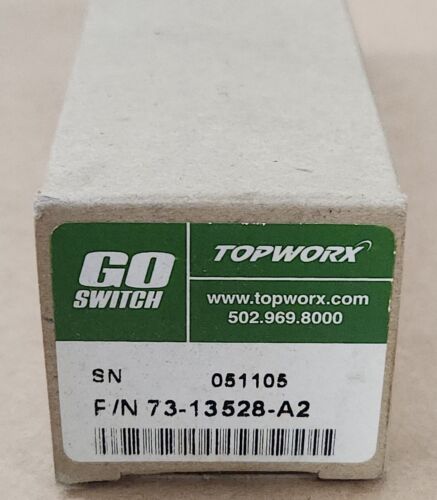 GO
SWITCH
TOPWORX
www.topworx.com
502.969.8000
SN 051105
P/N 73-13528-A2